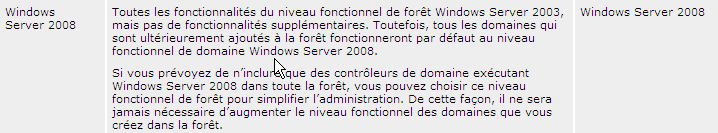 Windows
Server 2008
Toutes les fonctionnalités du niveau fonctionnel de forêt Windows Server 2003,
mais pas de fonctionnalités supplémentaires. Toutefois, tous les domaines qui
sont ultérieurement ajoutés à la forêt fonctionneront par défaut au niveau
fonctionnel de domaine Windows Server 2008.
Si vous prévoyez de n’inclure que des contrôleurs de domaine exécutant
Windows Server 2008 dans toute la forêt, vous pouvez choisir ce niveau
fonctionnel de forêt pour simplifier l’administration. De cette façon, il ne sera
jamais nécessaire d’augmenter le niveau fonctionnel des domaines que vous
créez dans la forêt.
Windows Server 2008